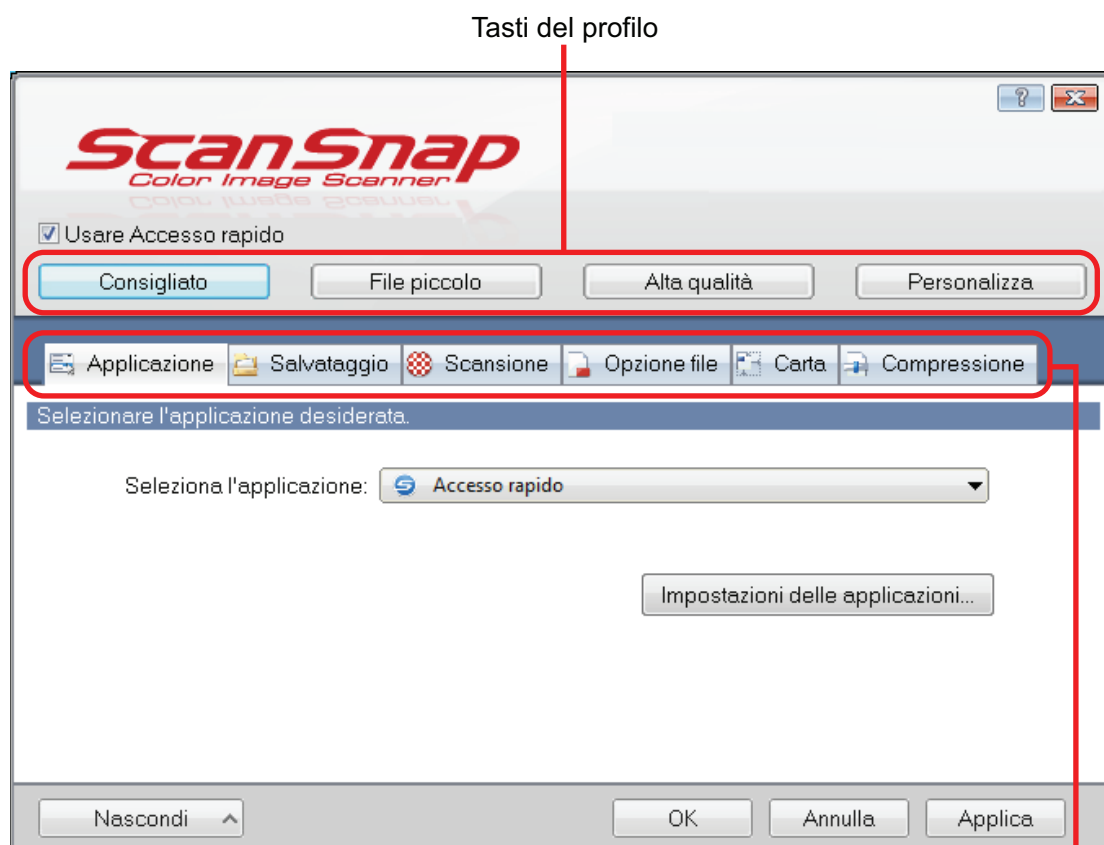 Tasti del profilo
ScanSnap
Color Image Scanner
Usare Accesso rapido
Consigliato File piccolo Alta qualità Personalizza
Applicazione Salvataggio Scansione Opzione file Carta Compressione
Selezionare l'applicazione desiderata.
Seleziona l'applicazione: Accesso rapido
Impostazioni delle applicazioni...
Nascondi OK Annulla Applica